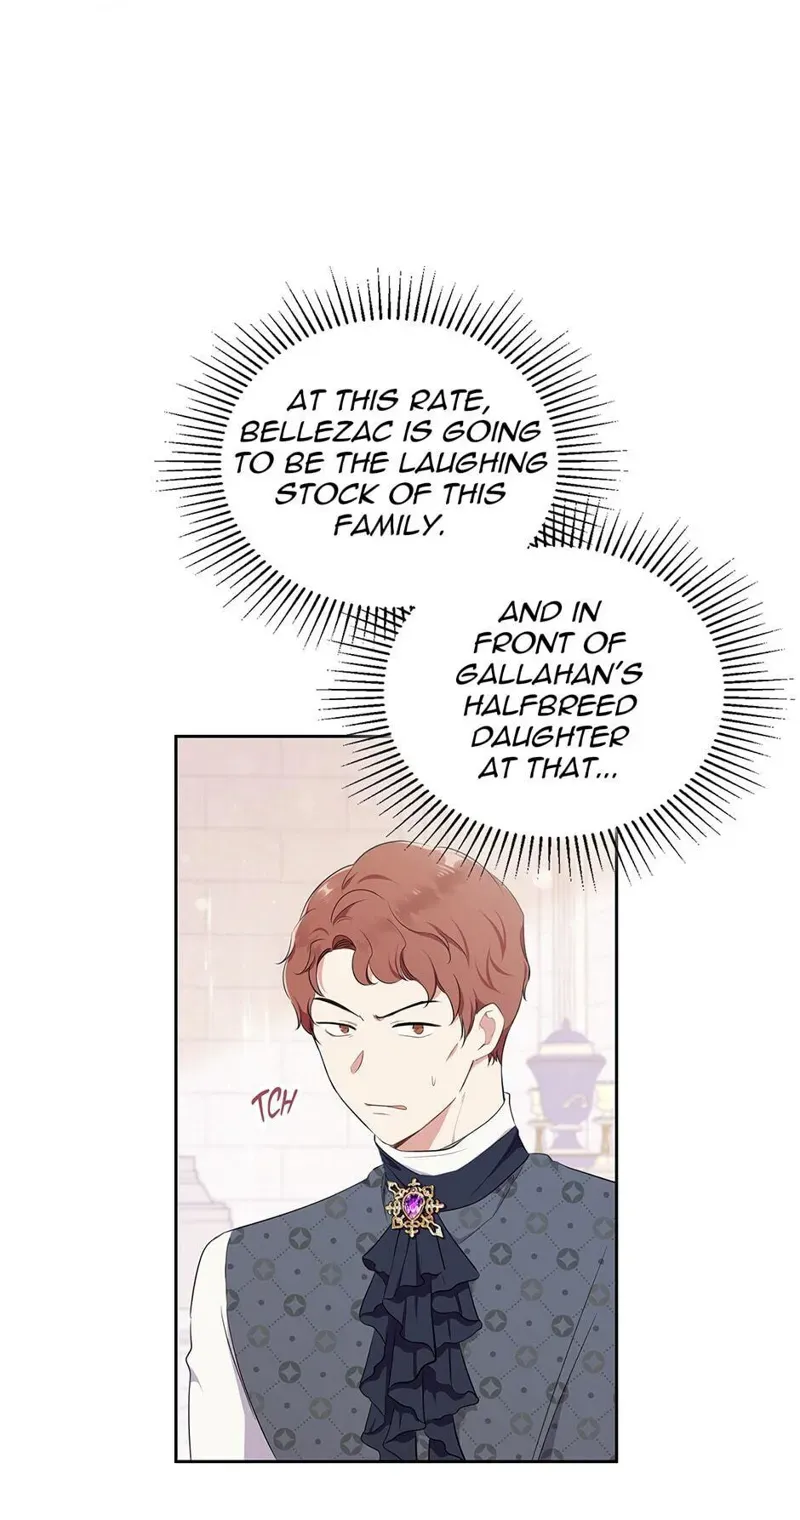 AT THIS RATE,
BELLEZAC IS GOING
TO BE THE LAUGHING
STOCK OF THIS
FAMILY.
AND IN
FRONT OF
GALLAHAN'S
HALFBREED
DAUGHTER
AT THAT...
TCH